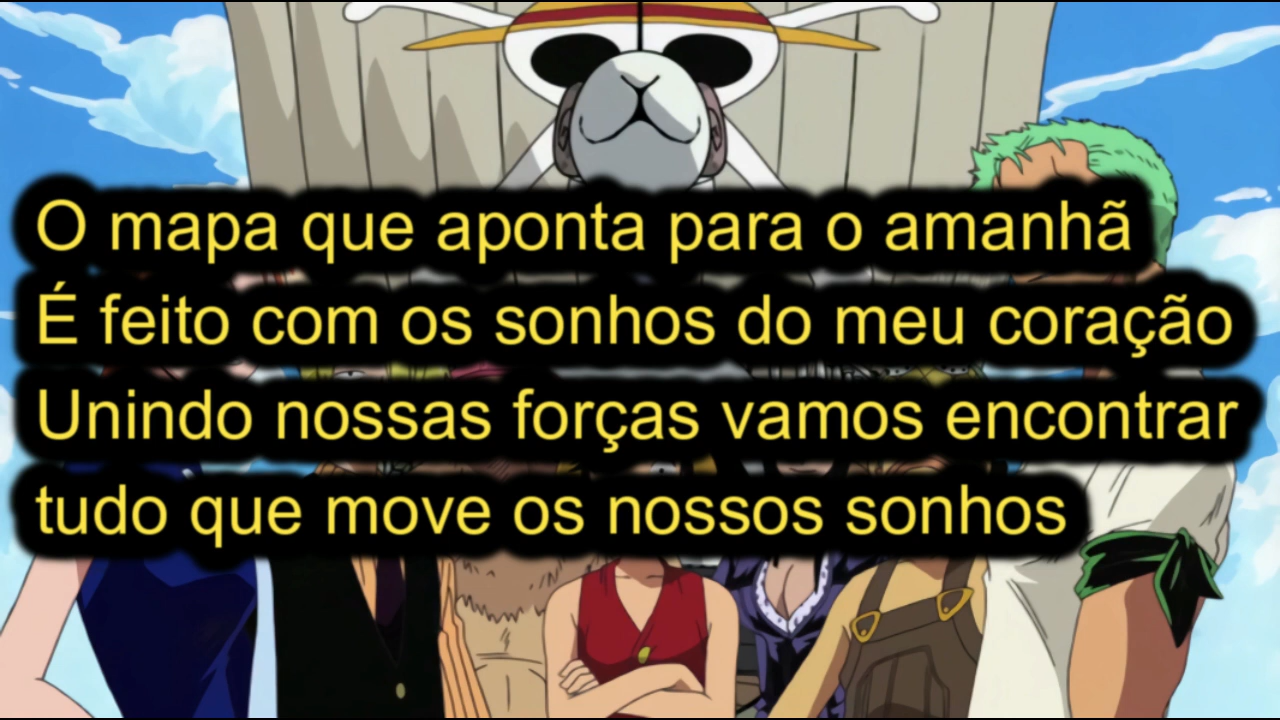 O mapa que aponta para o amanhã
É feito com os sonhos do meu coração
Unindo nossas forças vamos encontrar
tudo que move os nossos sonhos